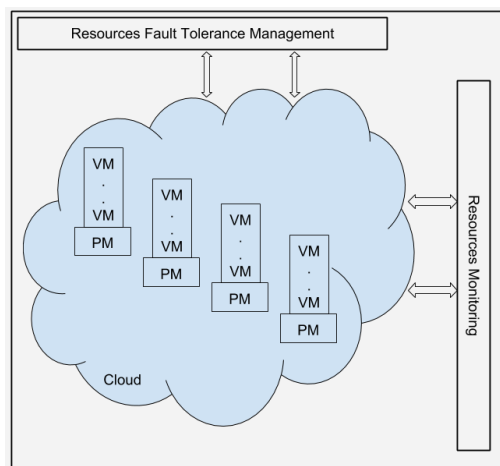 Resources Fault Tolerance Management
VM
.
.
VM
PM
VM
.
.
VM
PM
VM
.
.
VM
PM
VM
.
.
VM
PM
Cloud
Resources Monitoring